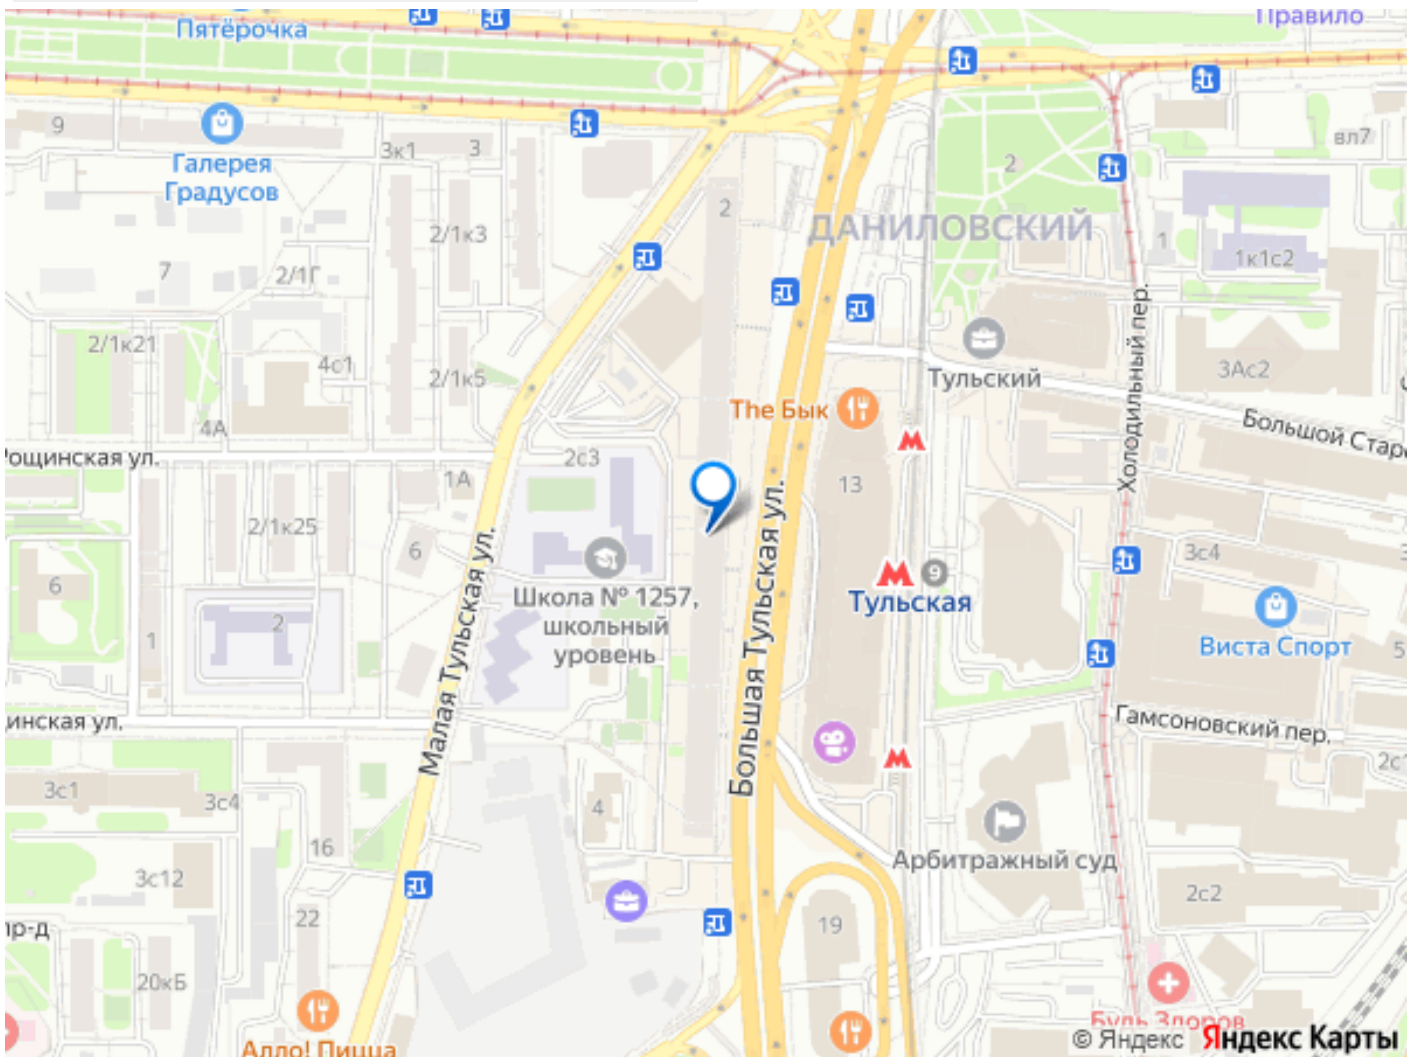 Пятёрочка
Правило
9
Галерея
Градусов
3к1
3
2
вл7
2
ДАНИЛОВСКИЙ
2/1к3
1
1к1с2
7
2/1Г
Холодильный пер.
2/1к21
4с1
2/1к5
Тульский
3Ас2
The Бык
4А
Большой Старо
Рощинская ул.
2с3
1А
13
2/1к25
6
3с4
6
Школа № 1257,
школьный
уровень
Тульская
9
2
1
Виста Спорт
5
Малая Тульская ул.
Большая Тульская ул.
инская ул.
Гамсоновский пер.
3с1
3с4
4
16
Арбитражный суд
3с12
2с2
22
19
пр-д
20кБ
Будь Здоров
Алло! Пицца
© Яндекс Яндекс Карты